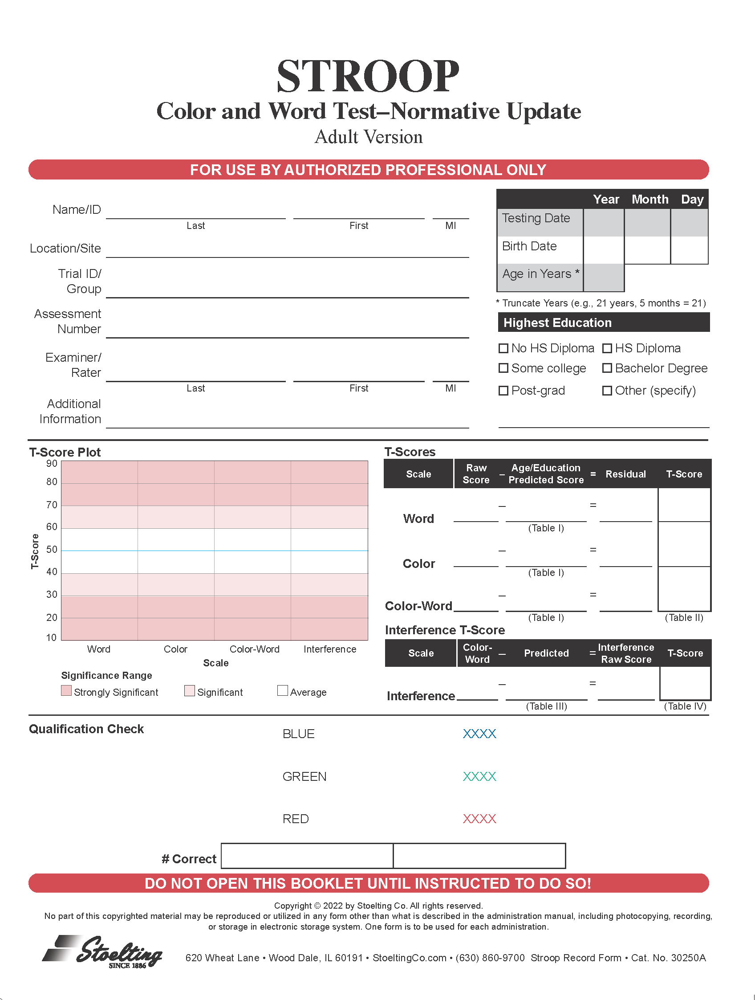 STROOP
Color and Word Test–Normative Update
Adult Version
FOR USE BY AUTHORIZED PROFESSIONAL ONLY
Name/ID
Last First MI
Location/Site
Trial ID/
Group
Assessment
Number
Examiner/
Rater
Last First MI
Additional
Information
Year Month Day
Testing Date
Birth Date
Age in Years *
* Truncate Years (e.g., 21 years, 5 months = 21)
Highest Education
No HS Diploma HS Diploma
Some college Bachelor Degree
Post-grad Other (specify)
T-Score Plot
90
80
70
60
50
40
30
20
10
T-Score
Word Color Color-Word Interference
Scale
Significance Range
Strongly Significant Significant Average
T-Scores
Scale Raw Score – Age/Education Predicted Score = Residual T-Score
Word – =
(Table I)
Color – =
(Table I)
Color-Word – =
(Table I) (Table II)
Interference T-Score
Scale Color-Word – Predicted = Interference Raw Score T-Score
Interference – =
(Table III) (Table IV)
Qualification Check
BLUE XXXX
GREEN XXXX
RED XXXX
# Correct
DO NOT OPEN THIS BOOKLET UNTIL INSTRUCTED TO DO SO!
Copyright © 2022 by Stoelting Co. All rights reserved.
No part of this copyrighted material may be reproduced or utilized in any form other than what is described in the administration manual, including photocopying, recording,
or storage in electronic storage system. One form is to be used for each administration.
Stoelting
SINCE 1886
620 Wheat Lane • Wood Dale, IL 60191 • StoeltingCo.com • (630) 860-9700 Stroop Record Form • Cat. No. 30250A